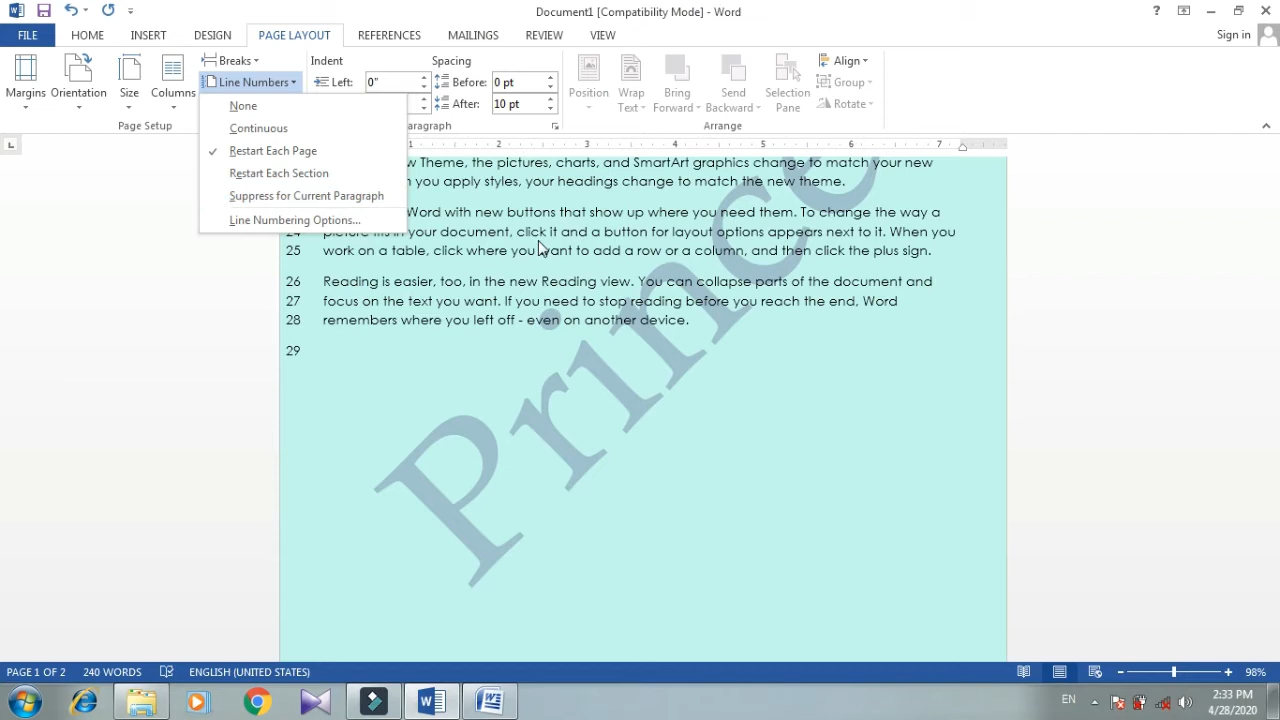 Document1 [Compatibility Mode] - Word
FILE HOME INSERT DESIGN PAGE LAYOUT REFERENCES MAILINGS REVIEW VIEW Sign in
Margins Orientation Size Columns
Breaks
Line Numbers
Page Setup
Indent
Left: 0"
Spacing
Before: 0 pt
After: 10 pt
Position Wrap Text Bring Forward Send Backward Selection Pane
Align
Group
Rotate
Arrange
None
Continuous
Restart Each Page
Restart Each Section
Suppress for Current Paragraph
Line Numbering Options...
1 2 3 4 5 6 7
Theme, the pictures, charts, and SmartArt graphics change to match your new
you apply styles, your headings change to match the new theme.
Word with new buttons that show up where you need them. To change the way a
24 picture fits in your document, click it and a button for layout options appears next to it. When you
25 work on a table, click where you want to add a row or a column, and then click the plus sign.
26 Reading is easier, too, in the new Reading view. You can collapse parts of the document and
27 focus on the text you want. If you need to stop reading before you reach the end, Word
28 remembers where you left off - even on another device.
29
Prince
PAGE 1 OF 2 240 WORDS ENGLISH (UNITED STATES) 98%
EN 2:33 PM
4/28/2020